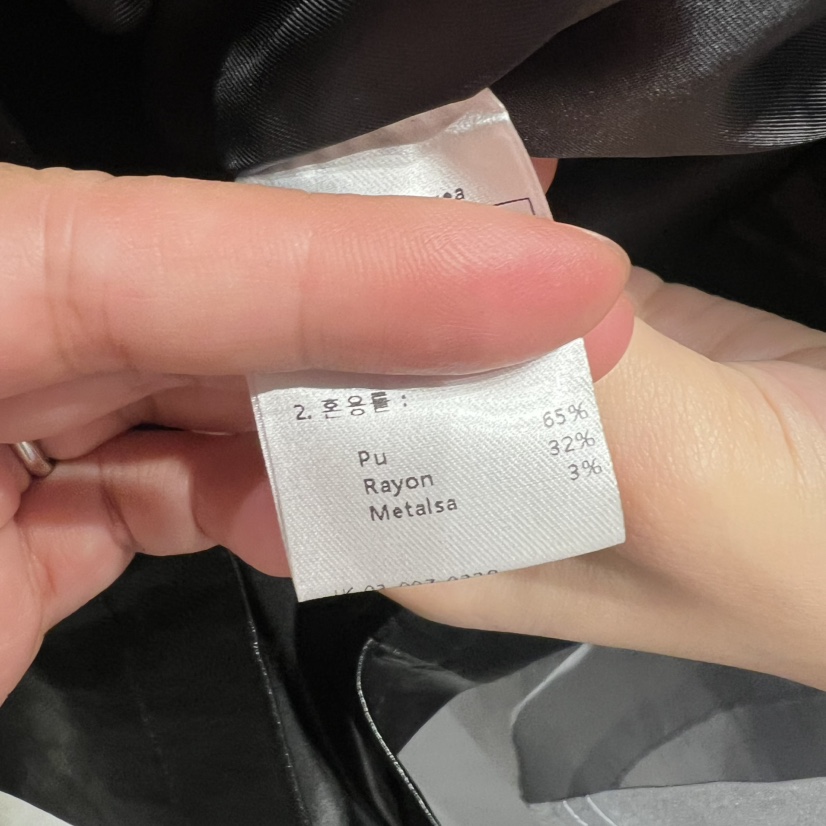 2. 혼용률 :
Pu 65%
Rayon 32%
Metalsa 3%